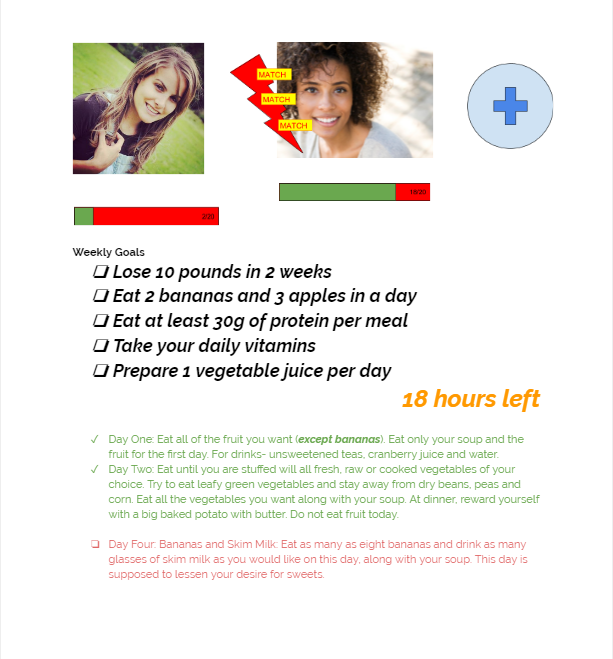 MATCH
MATCH
MATCH
2/20
Weekly Goals
❏ Lose 10 pounds in 2 weeks
❏ Eat 2 bananas and 3 apples in a day
❏ Eat at least 30g of protein per meal
❏ Take your daily vitamins
❏ Prepare 1 vegetable juice per day
18 hours left
✓ Day One: Eat all of the fruit you want (except bananas). Eat only your soup and the
fruit for the first day. For drinks- unsweetened teas, cranberry juice and water.
✓ Day Two: Eat until you are stuffed will all fresh, raw or cooked vegetables of your
choice. Try to eat leafy green vegetables and stay away from dry beans, peas and
corn. Eat all the vegetables you want along with your soup. At dinner, reward yourself
with a big baked potato with butter. Do not eat fruit today.
❏ Day Four: Bananas and Skim Milk: Eat as many as eight bananas and drink as many
glasses of skim milk as you would like on this day, along with your soup. This day is
supposed to lessen your desire for sweets.